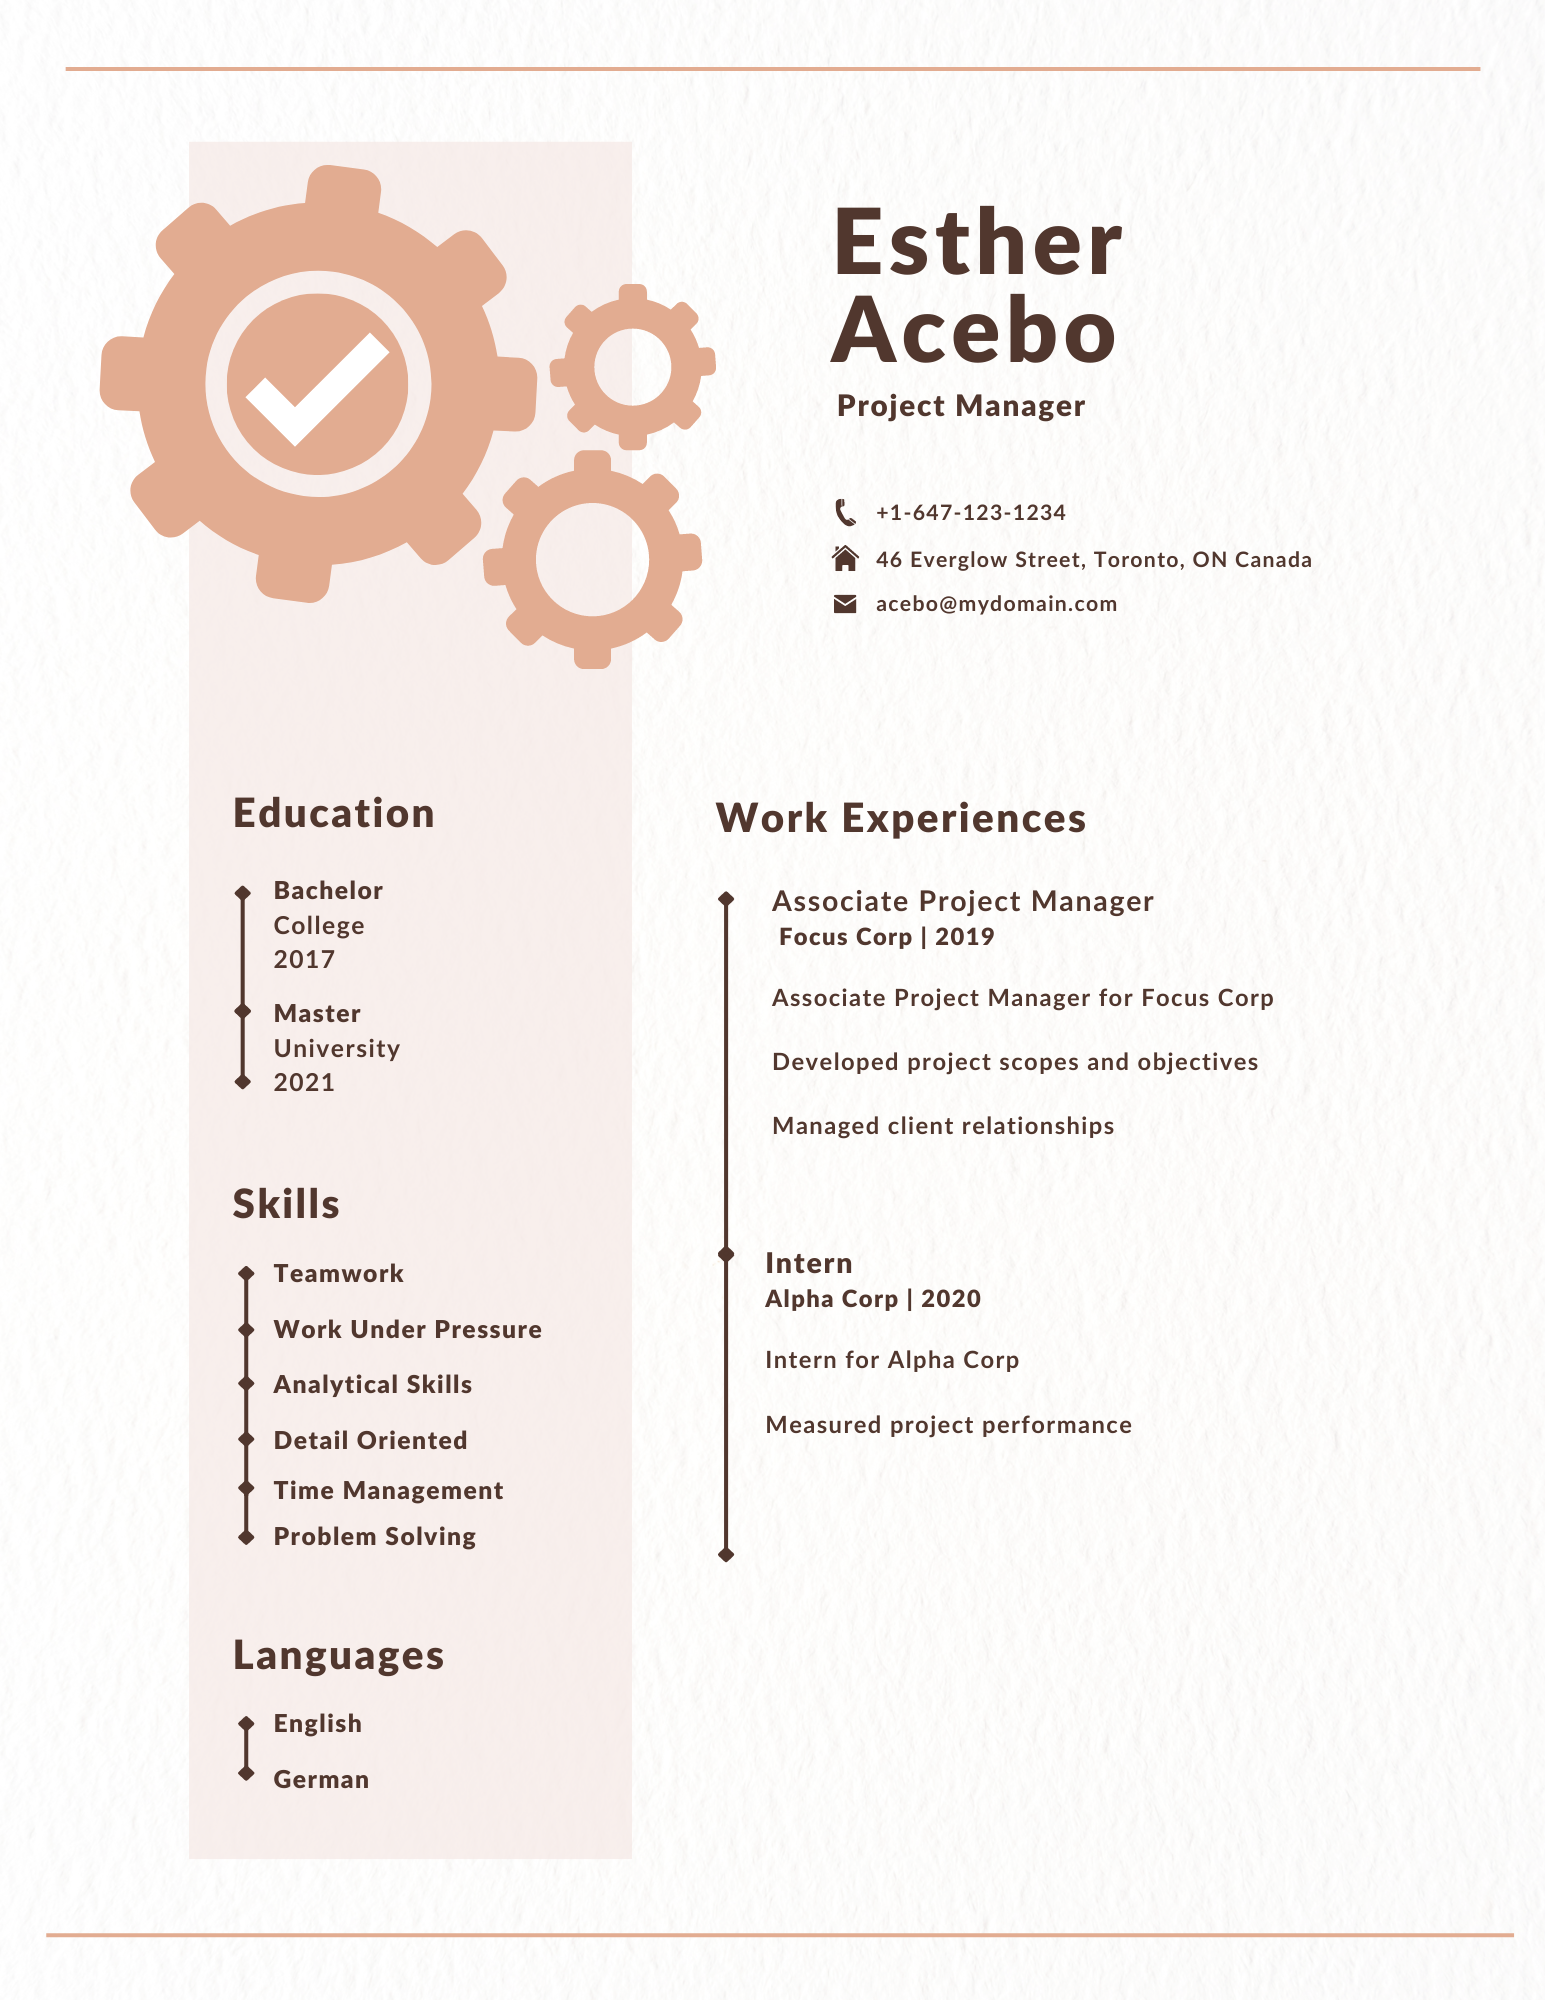 Esther
Acebo
Project Manager
+1-647-123-1234
46 Everglow Street, Toronto, ON Canada
acebo@mydomain.com
Education
Bachelor
College
2017
Master
University
2021
Skills
Teamwork
Work Under Pressure
Analytical Skills
Detail Oriented
Time Management
Problem Solving
Languages
English
German
Work Experiences
Associate Project Manager
Focus Corp | 2019
Associate Project Manager for Focus Corp
Developed project scopes and objectives
Managed client relationships
Intern
Alpha Corp | 2020
Intern for Alpha Corp
Measured project performance